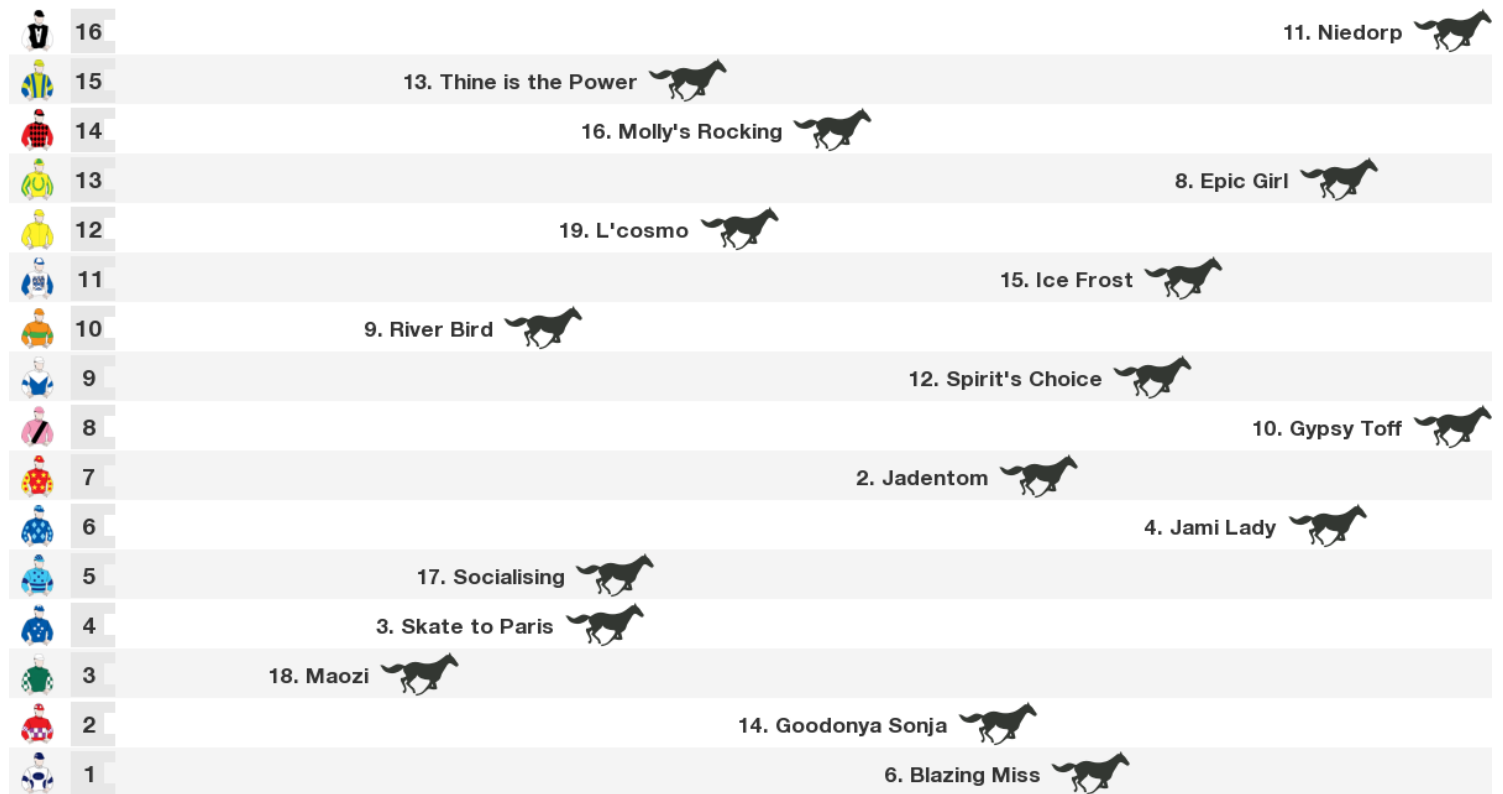 16 11. Niedorp
15 13. Thine is the Power
14 16. Molly's Rocking
13 8. Epic Girl
12 19. L'cosmo
11 15. Ice Frost
10 9. River Bird
9 12. Spirit's Choice
8 10. Gypsy Toff
7 2. Jadentom
6 4. Jami Lady
5 17. Socialising
4 3. Skate to Paris
3 18. Maozi
2 14. Goodonya Sonja
1 6. Blazing Miss